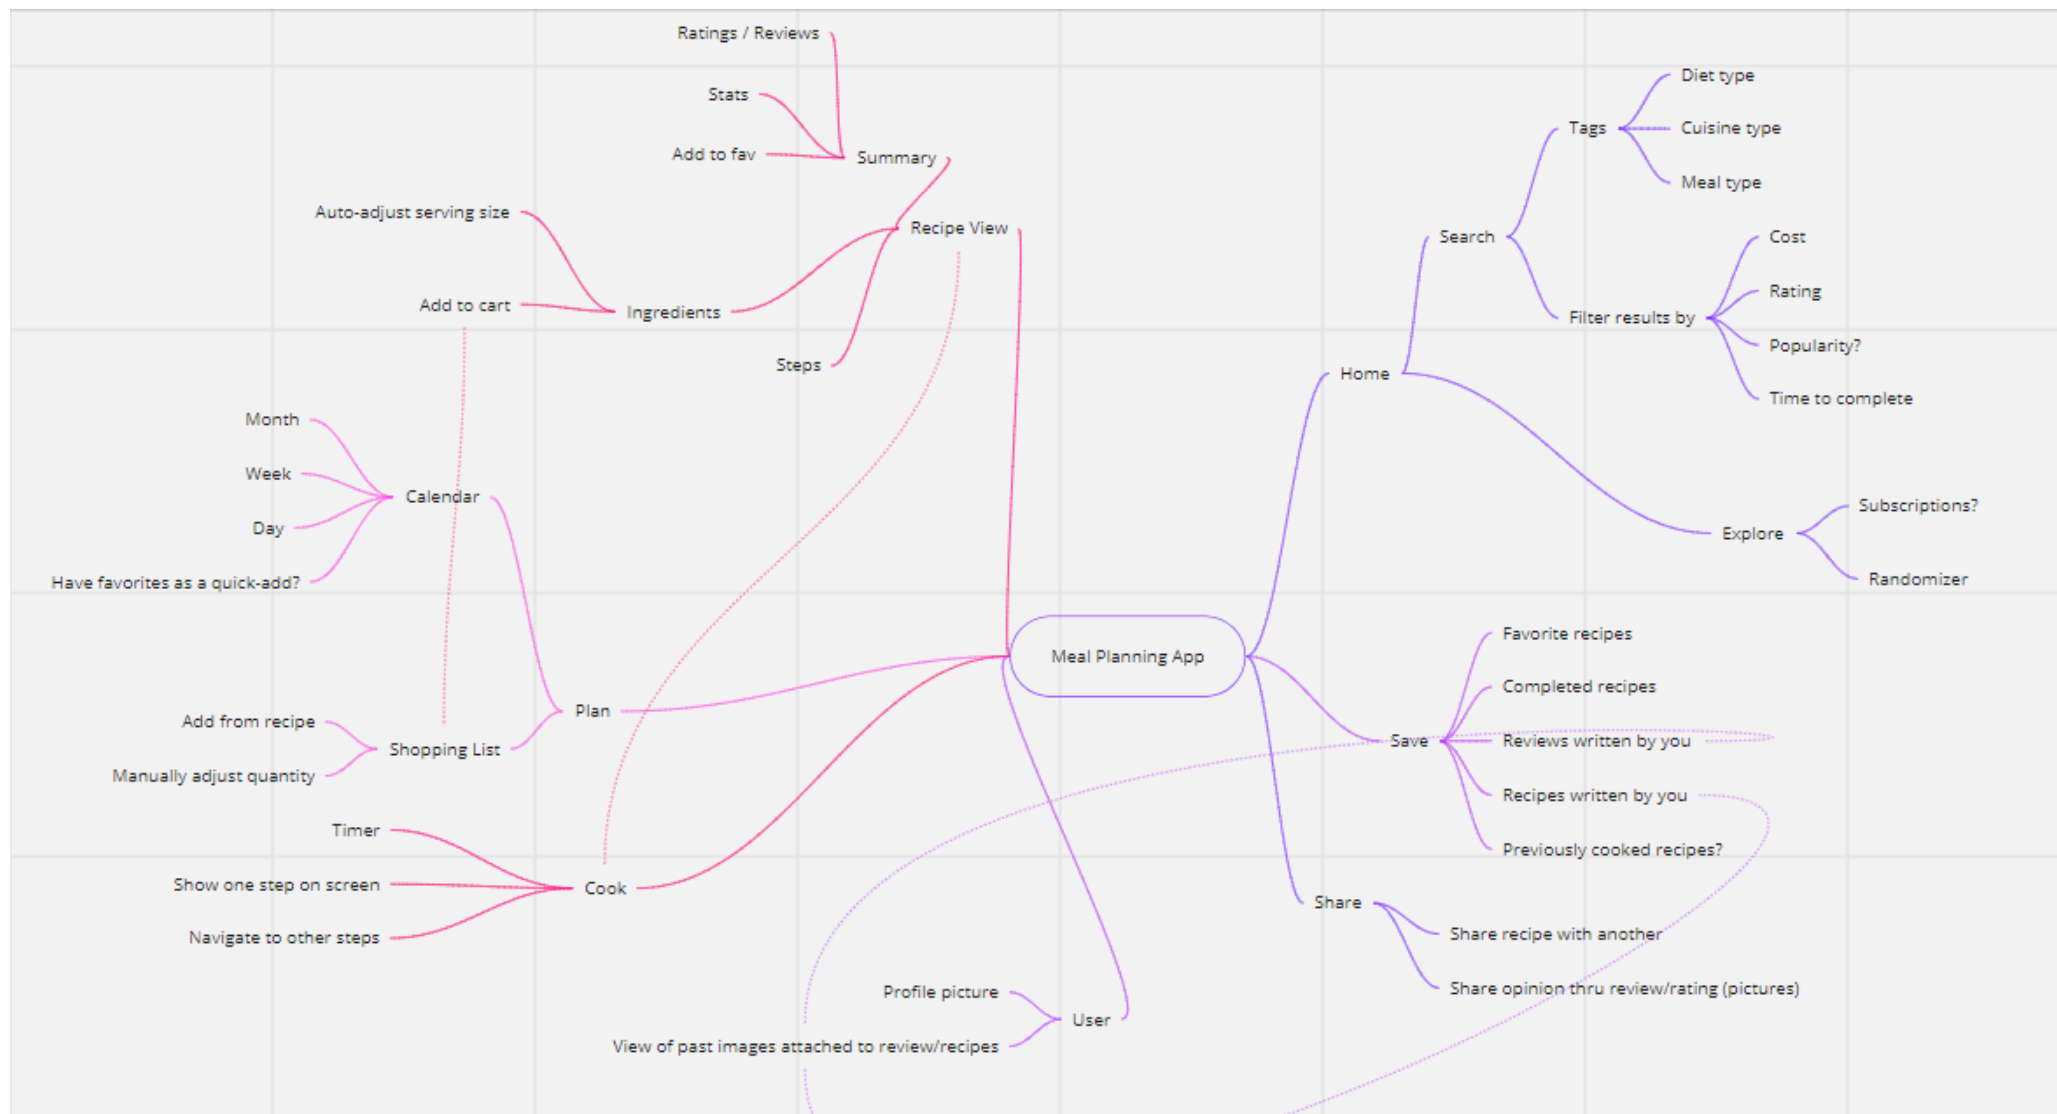 Ratings / Reviews
Stats
Add to fav
Summary
Auto-adjust serving size
Recipe View
Add to cart
Ingredients
Steps
Month
Week
Calendar
Day
Have favorites as a quick-add?
Plan
Add from recipe
Shopping List
Manually adjust quantity
Timer
Show one step on screen
Cook
Navigate to other steps
Meal Planning App
Profile picture
User
View of past images attached to review/recipes
Diet type
Tags
Cuisine type
Meal type
Search
Cost
Rating
Filter results by
Popularity?
Time to complete
Home
Subscriptions?
Explore
Randomizer
Favorite recipes
Completed recipes
Save
Reviews written by you
Recipes written by you
Previously cooked recipes?
Share
Share recipe with another
Share opinion thru review/rating (pictures)